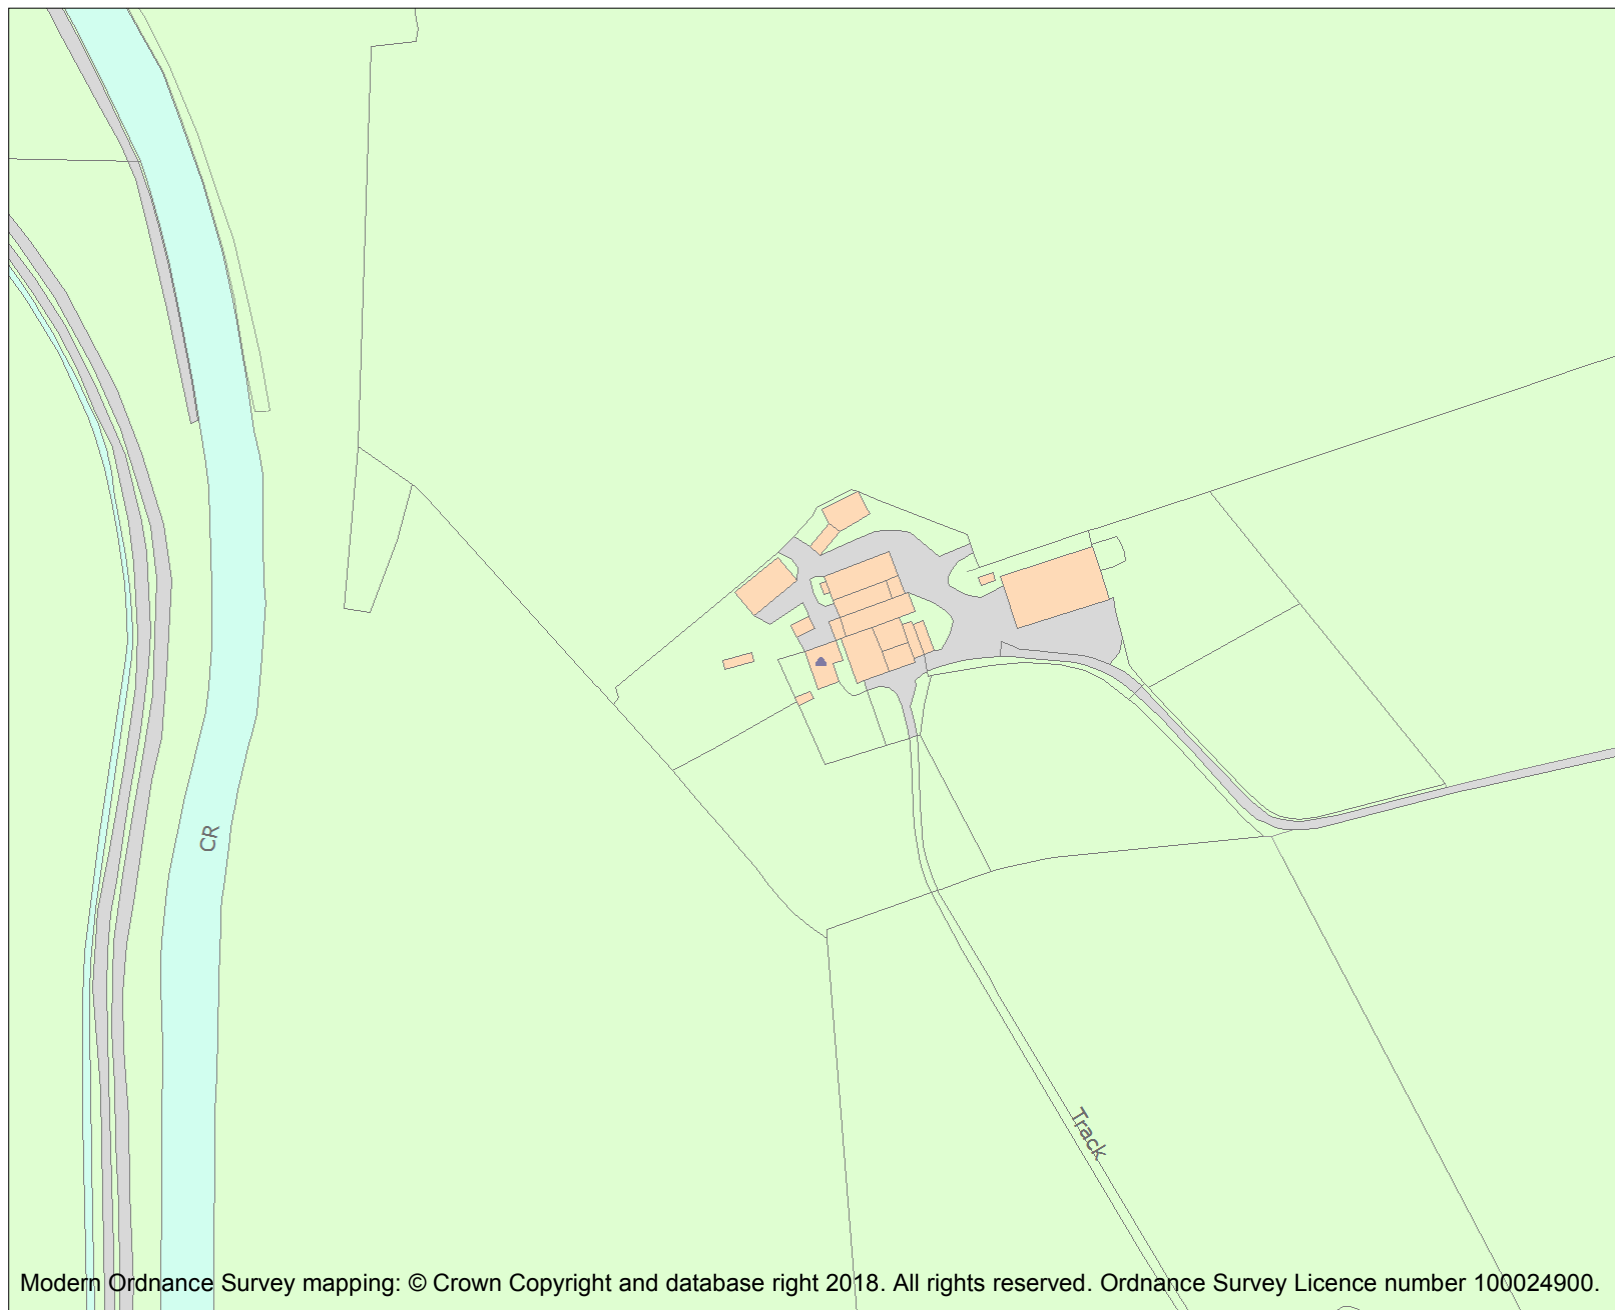 CR
Track
Modern Ordnance Survey mapping: © Crown Copyright and database right 2018. All rights reserved. Ordnance Survey Licence number 100024900.